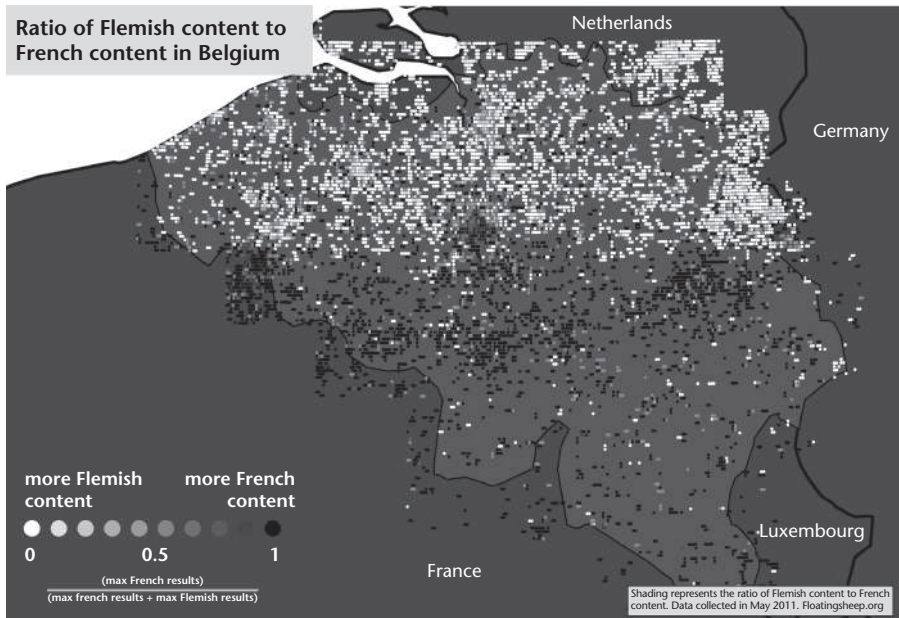 Ratio of Flemish content to
French content in Belgium
Netherlands
Germany
more Flemish
content
more French
content
0
0.5
1
(max French results)
(max french results + max Flemish results)
France
Luxembourg
Shading represents the ratio of Flemish content to French
content. Data collected in May 2011. Floatingsheep.org